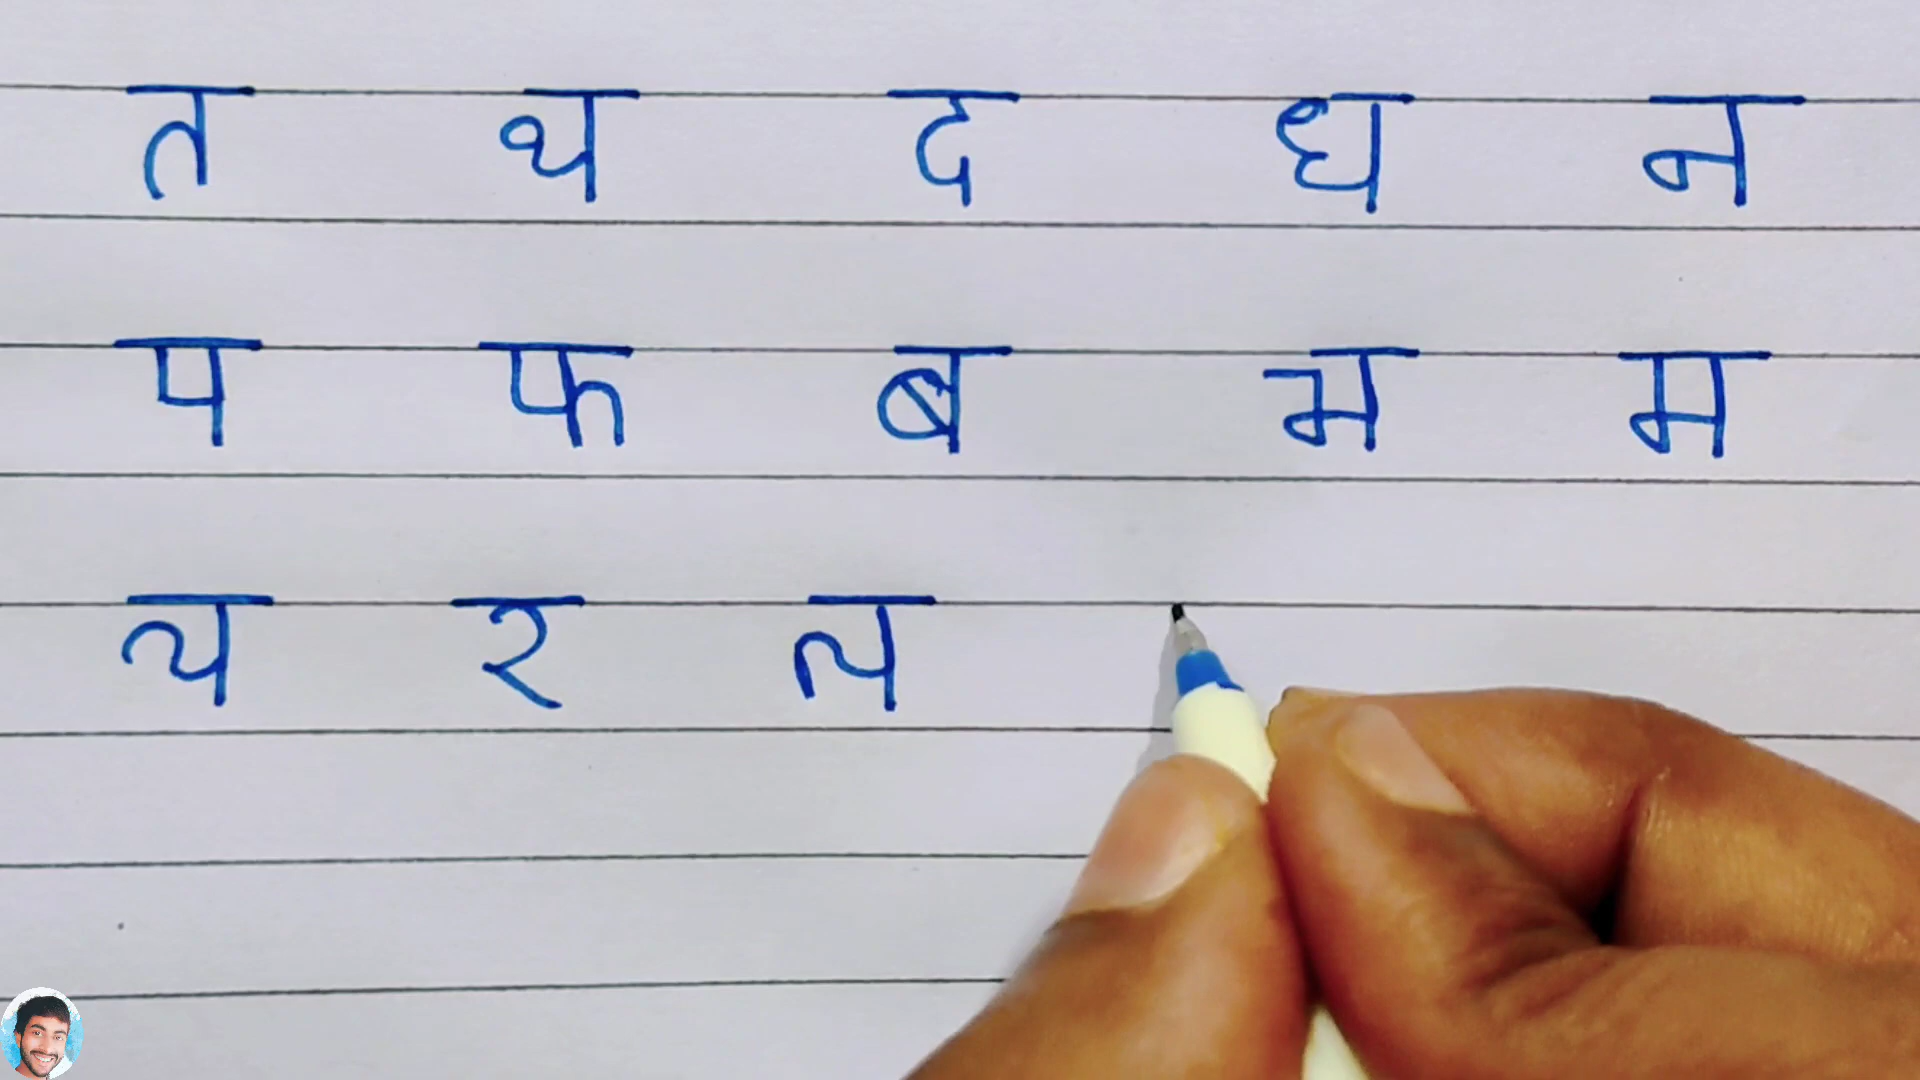 त थ द ध न
प फ ब भ म
य र ल